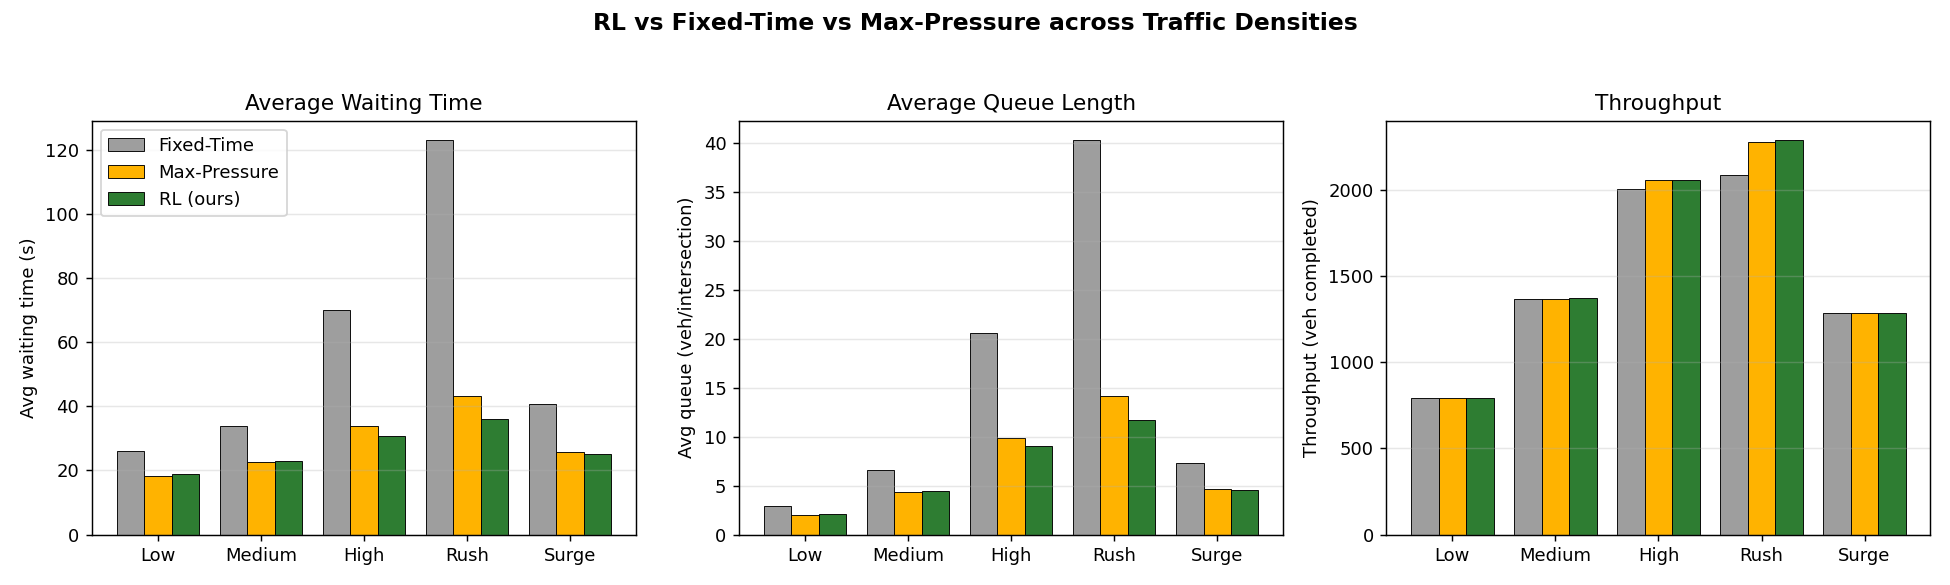 RL vs Fixed-Time vs Max-Pressure across Traffic Densities
Average Waiting Time
Avg waiting time (s)
120
100
80
60
40
20
0
Fixed-Time
Max-Pressure
RL (ours)
Low Medium High Rush Surge
Average Queue Length
Avg queue (veh/intersection)
40
35
30
25
20
15
10
5
0
Low Medium High Rush Surge
Throughput
Throughput (veh completed)
2000
1500
1000
500
0
Low Medium High Rush Surge